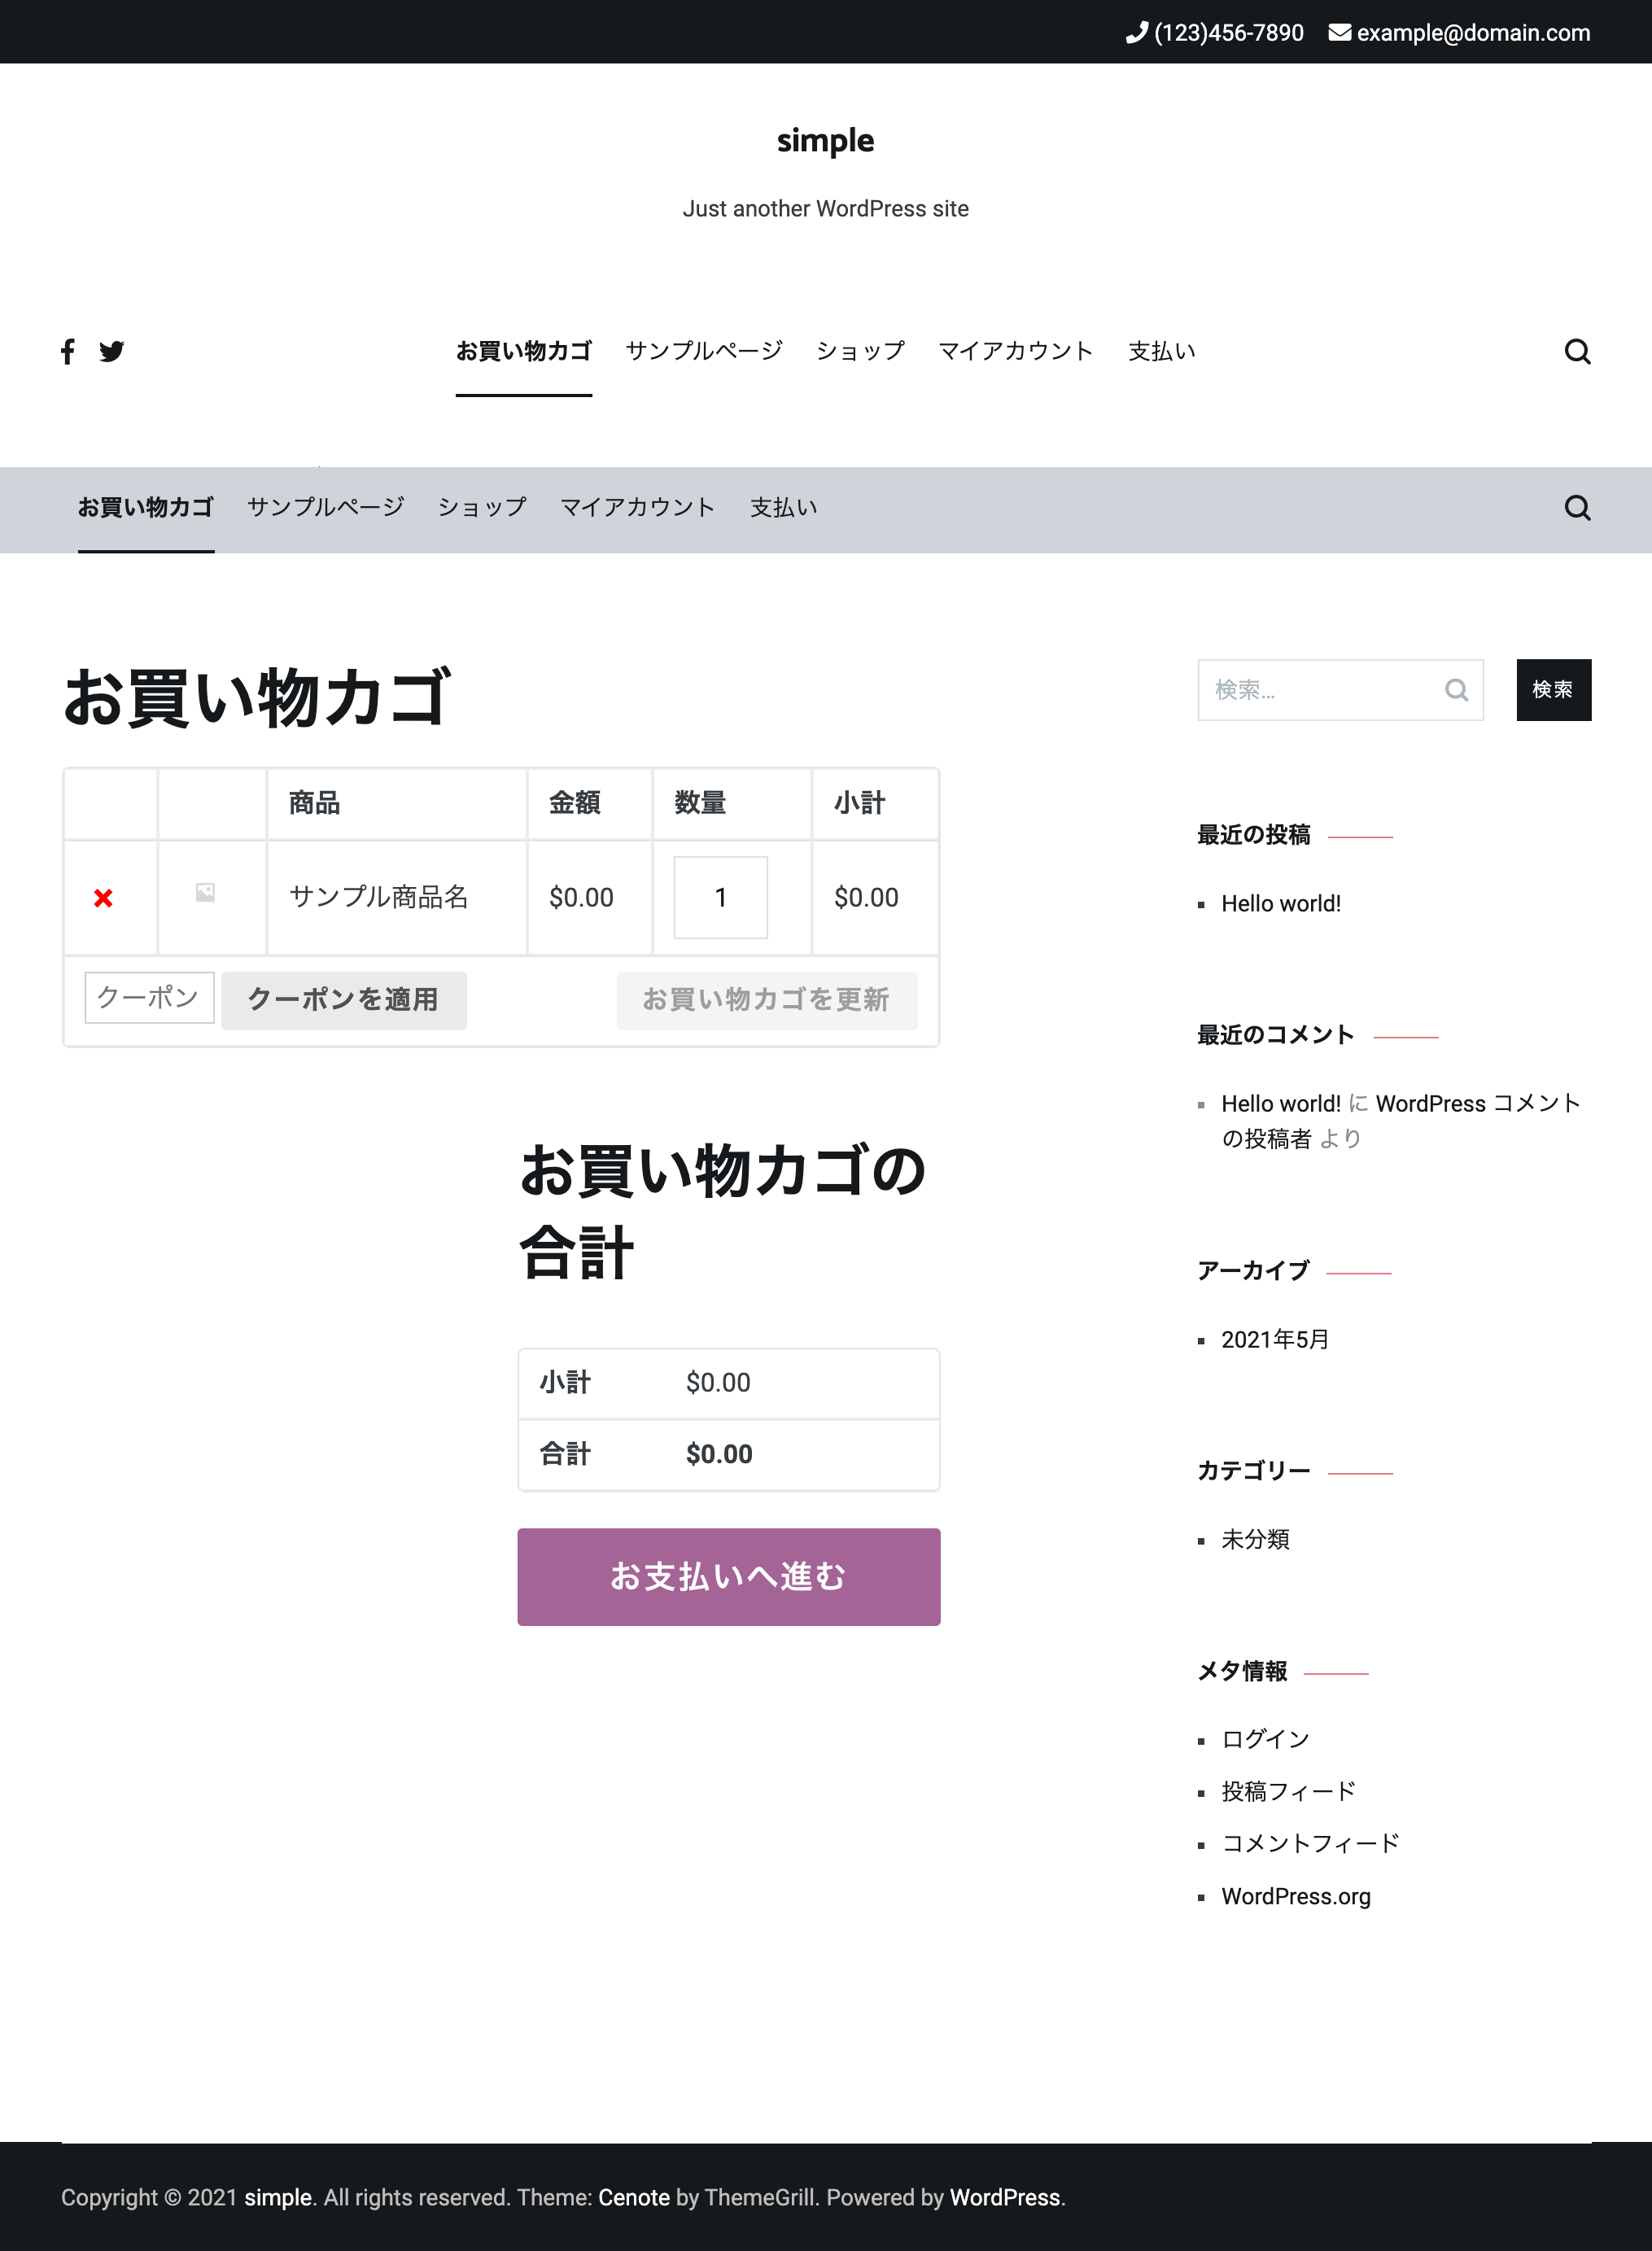 (123)456-7890 example@domain.com
simple
Just another WordPress site
お買い物カゴ サンプルページ ショップ マイアカウント 支払い
お買い物カゴ サンプルページ ショップ マイアカウント 支払い
お買い物カゴ
商品 金額 数量 小計
サンプル商品名 $0.00 1 $0.00
クーポン クーポンを適用 お買い物カゴを更新
お買い物カゴの
合計
小計 $0.00
合計 $0.00
お支払いへ進む
検索… 検索
最近の投稿
Hello world!
最近のコメント
Hello world! に WordPress コメント
の投稿者 より
アーカイブ
2021年5月
カテゴリー
未分類
メタ情報
ログイン
投稿フィード
コメントフィード
WordPress.org
Copyright © 2021 simple. All rights reserved. Theme: Cenote by ThemeGrill. Powered by WordPress.